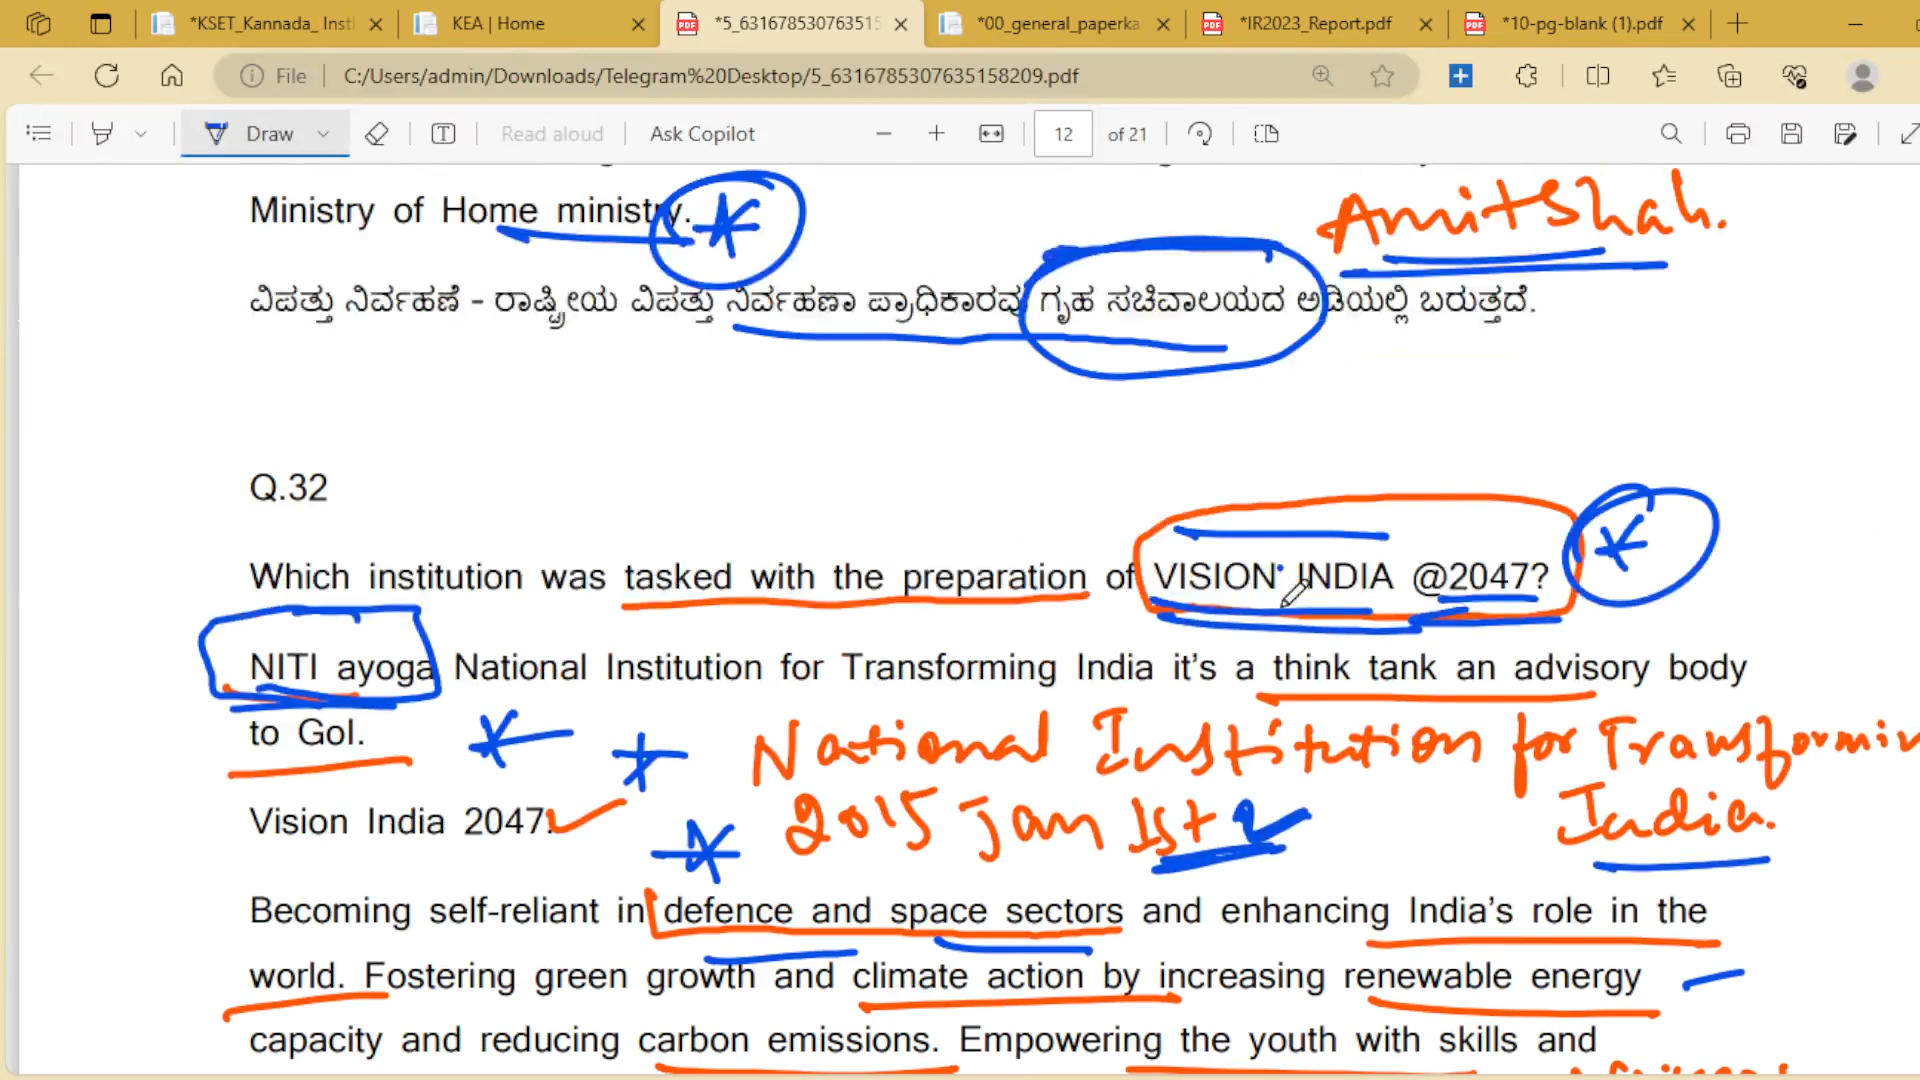 *KSET_Kannada_ Insti
KEA | Home
*5_631678530763515
*00_general_paperka
*IR2023_Report.pdf
*10-pg-blank (1).pdf
File
C:/Users/admin/Downloads/Telegram%20Desktop/5_6316785307635158209.pdf
Draw
Read aloud
Ask Copilot
12 of 21
Ministry of Home ministry.
Amit Shah.
ವಿಪತ್ತು ನಿರ್ವಹಣೆ - ರಾಷ್ಟ್ರೀಯ ವಿಪತ್ತು ನಿರ್ವಹಣಾ ಪ್ರಾಧಿಕಾರವು ಗೃಹ ಸಚಿವಾಲಯದ ಅಡಿಯಲ್ಲಿ ಬರುತ್ತದೆ.
Q.32
Which institution was tasked with the preparation of VISION INDIA @2047?
NITI ayoga National Institution for Transforming India it's a think tank an advisory body
to GoI.
National Institution for Transformin
India.
2015 Jan 1st
Vision India 2047.
Becoming self-reliant in defence and space sectors and enhancing India's role in the
world. Fostering green growth and climate action by increasing renewable energy
capacity and reducing carbon emissions. Empowering the youth with skills and